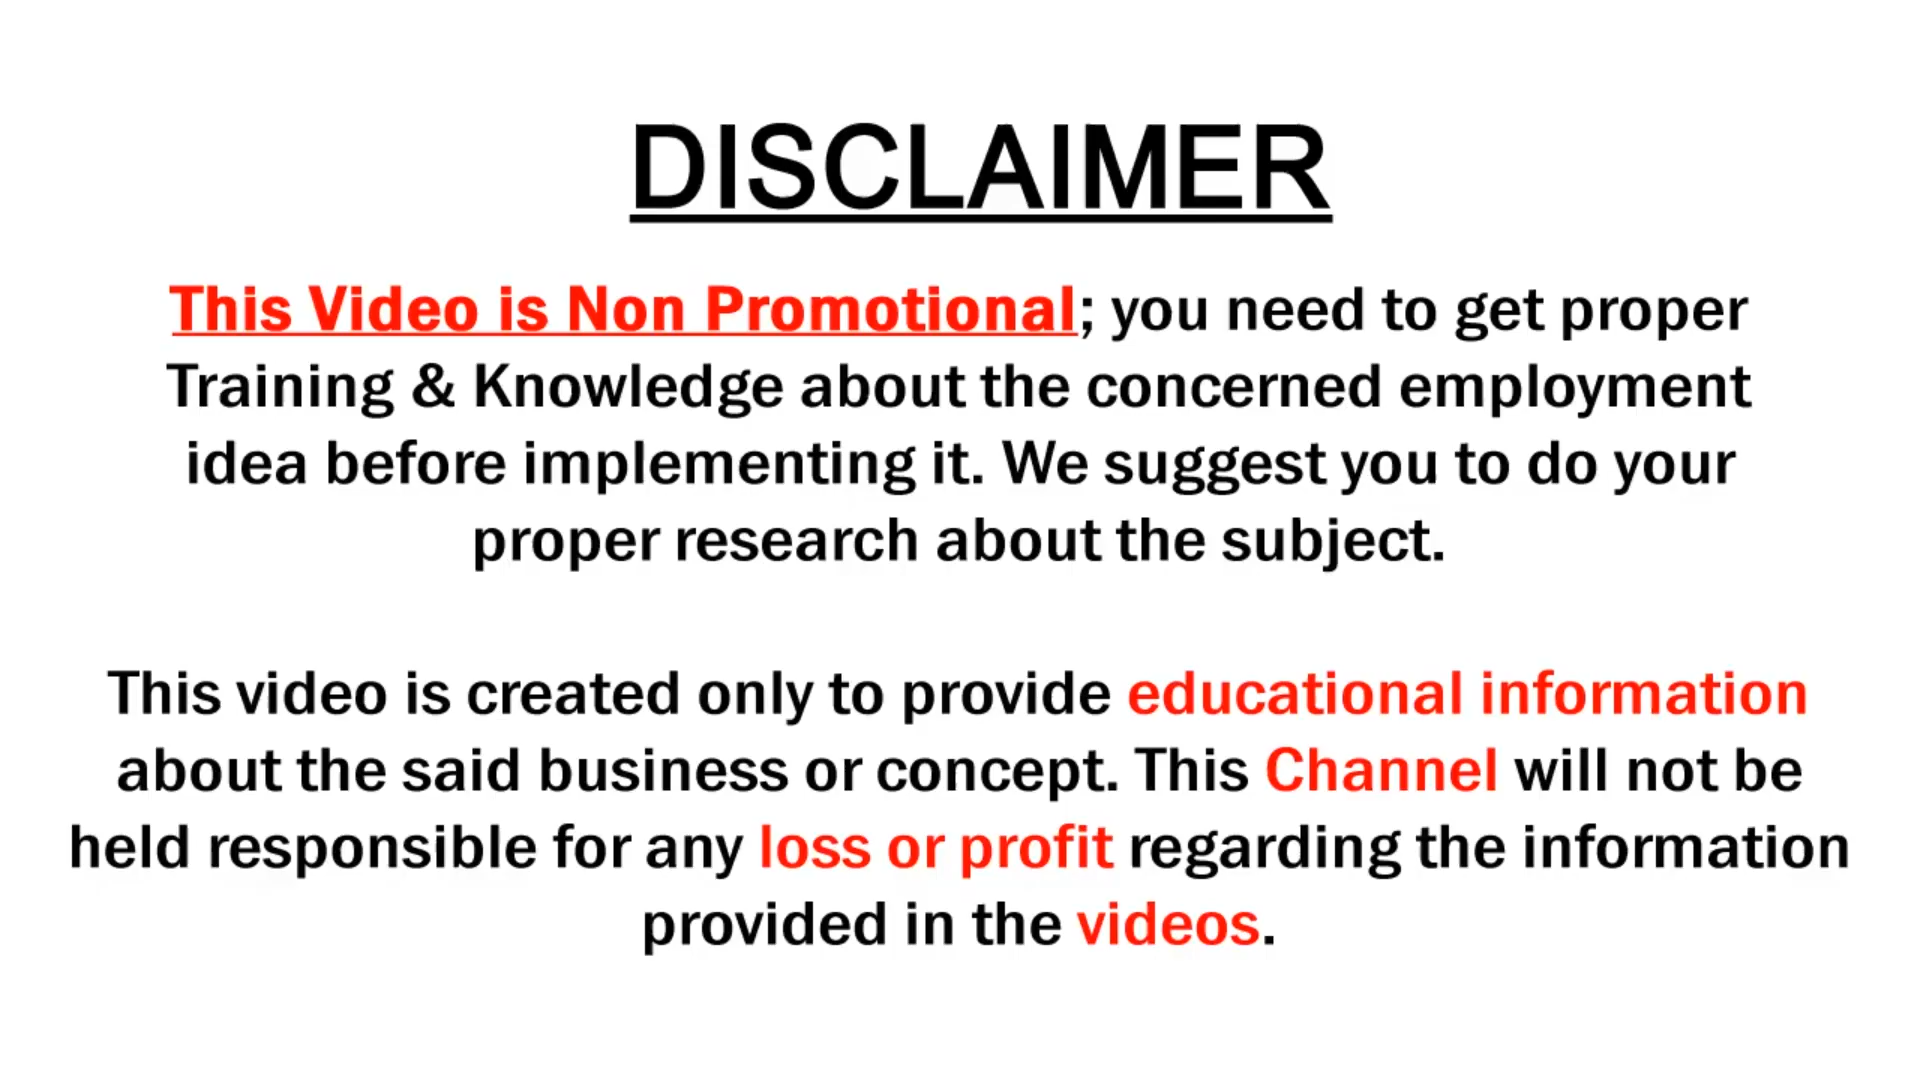 DISCLAIMER
This Video is Non Promotional; you need to get proper
Training & Knowledge about the concerned employment
idea before implementing it. We suggest you to do your
proper research about the subject.
This video is created only to provide educational information
about the said business or concept. This Channel will not be
held responsible for any loss or profit regarding the information
provided in the videos.